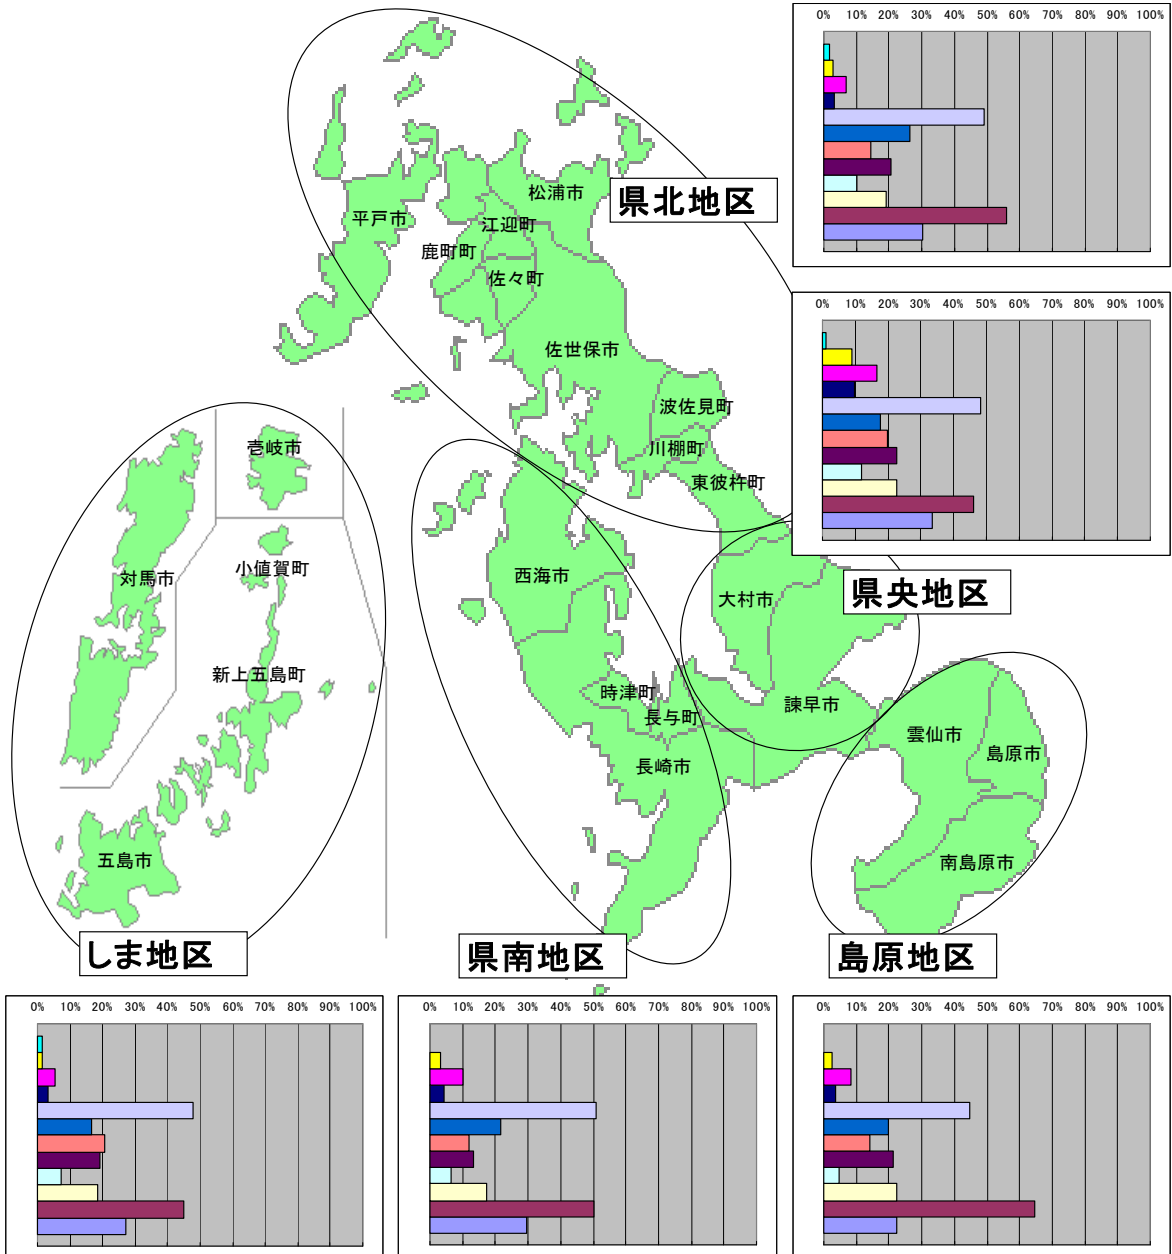 0% 10% 20% 30% 40% 50% 60% 70% 80% 90% 100%
松浦市
県北地区
平戸市
江迎町
鹿町町
佐々町
0% 10% 20% 30% 40% 50% 60% 70% 80% 90% 100%
佐世保市
波佐見町
川棚町
東彼杵町
壱岐市
対馬市
小値賀町
西海市
大村市
県央地区
新上五島町
時津町
長与町
諫早市
雲仙市
島原市
長崎市
五島市
南島原市
しま地区
県南地区
島原地区
0% 10% 20% 30% 40% 50% 60% 70% 80% 90% 100%
0% 10% 20% 30% 40% 50% 60% 70% 80% 90% 100%
0% 10% 20% 30% 40% 50% 60% 70% 80% 90% 100%